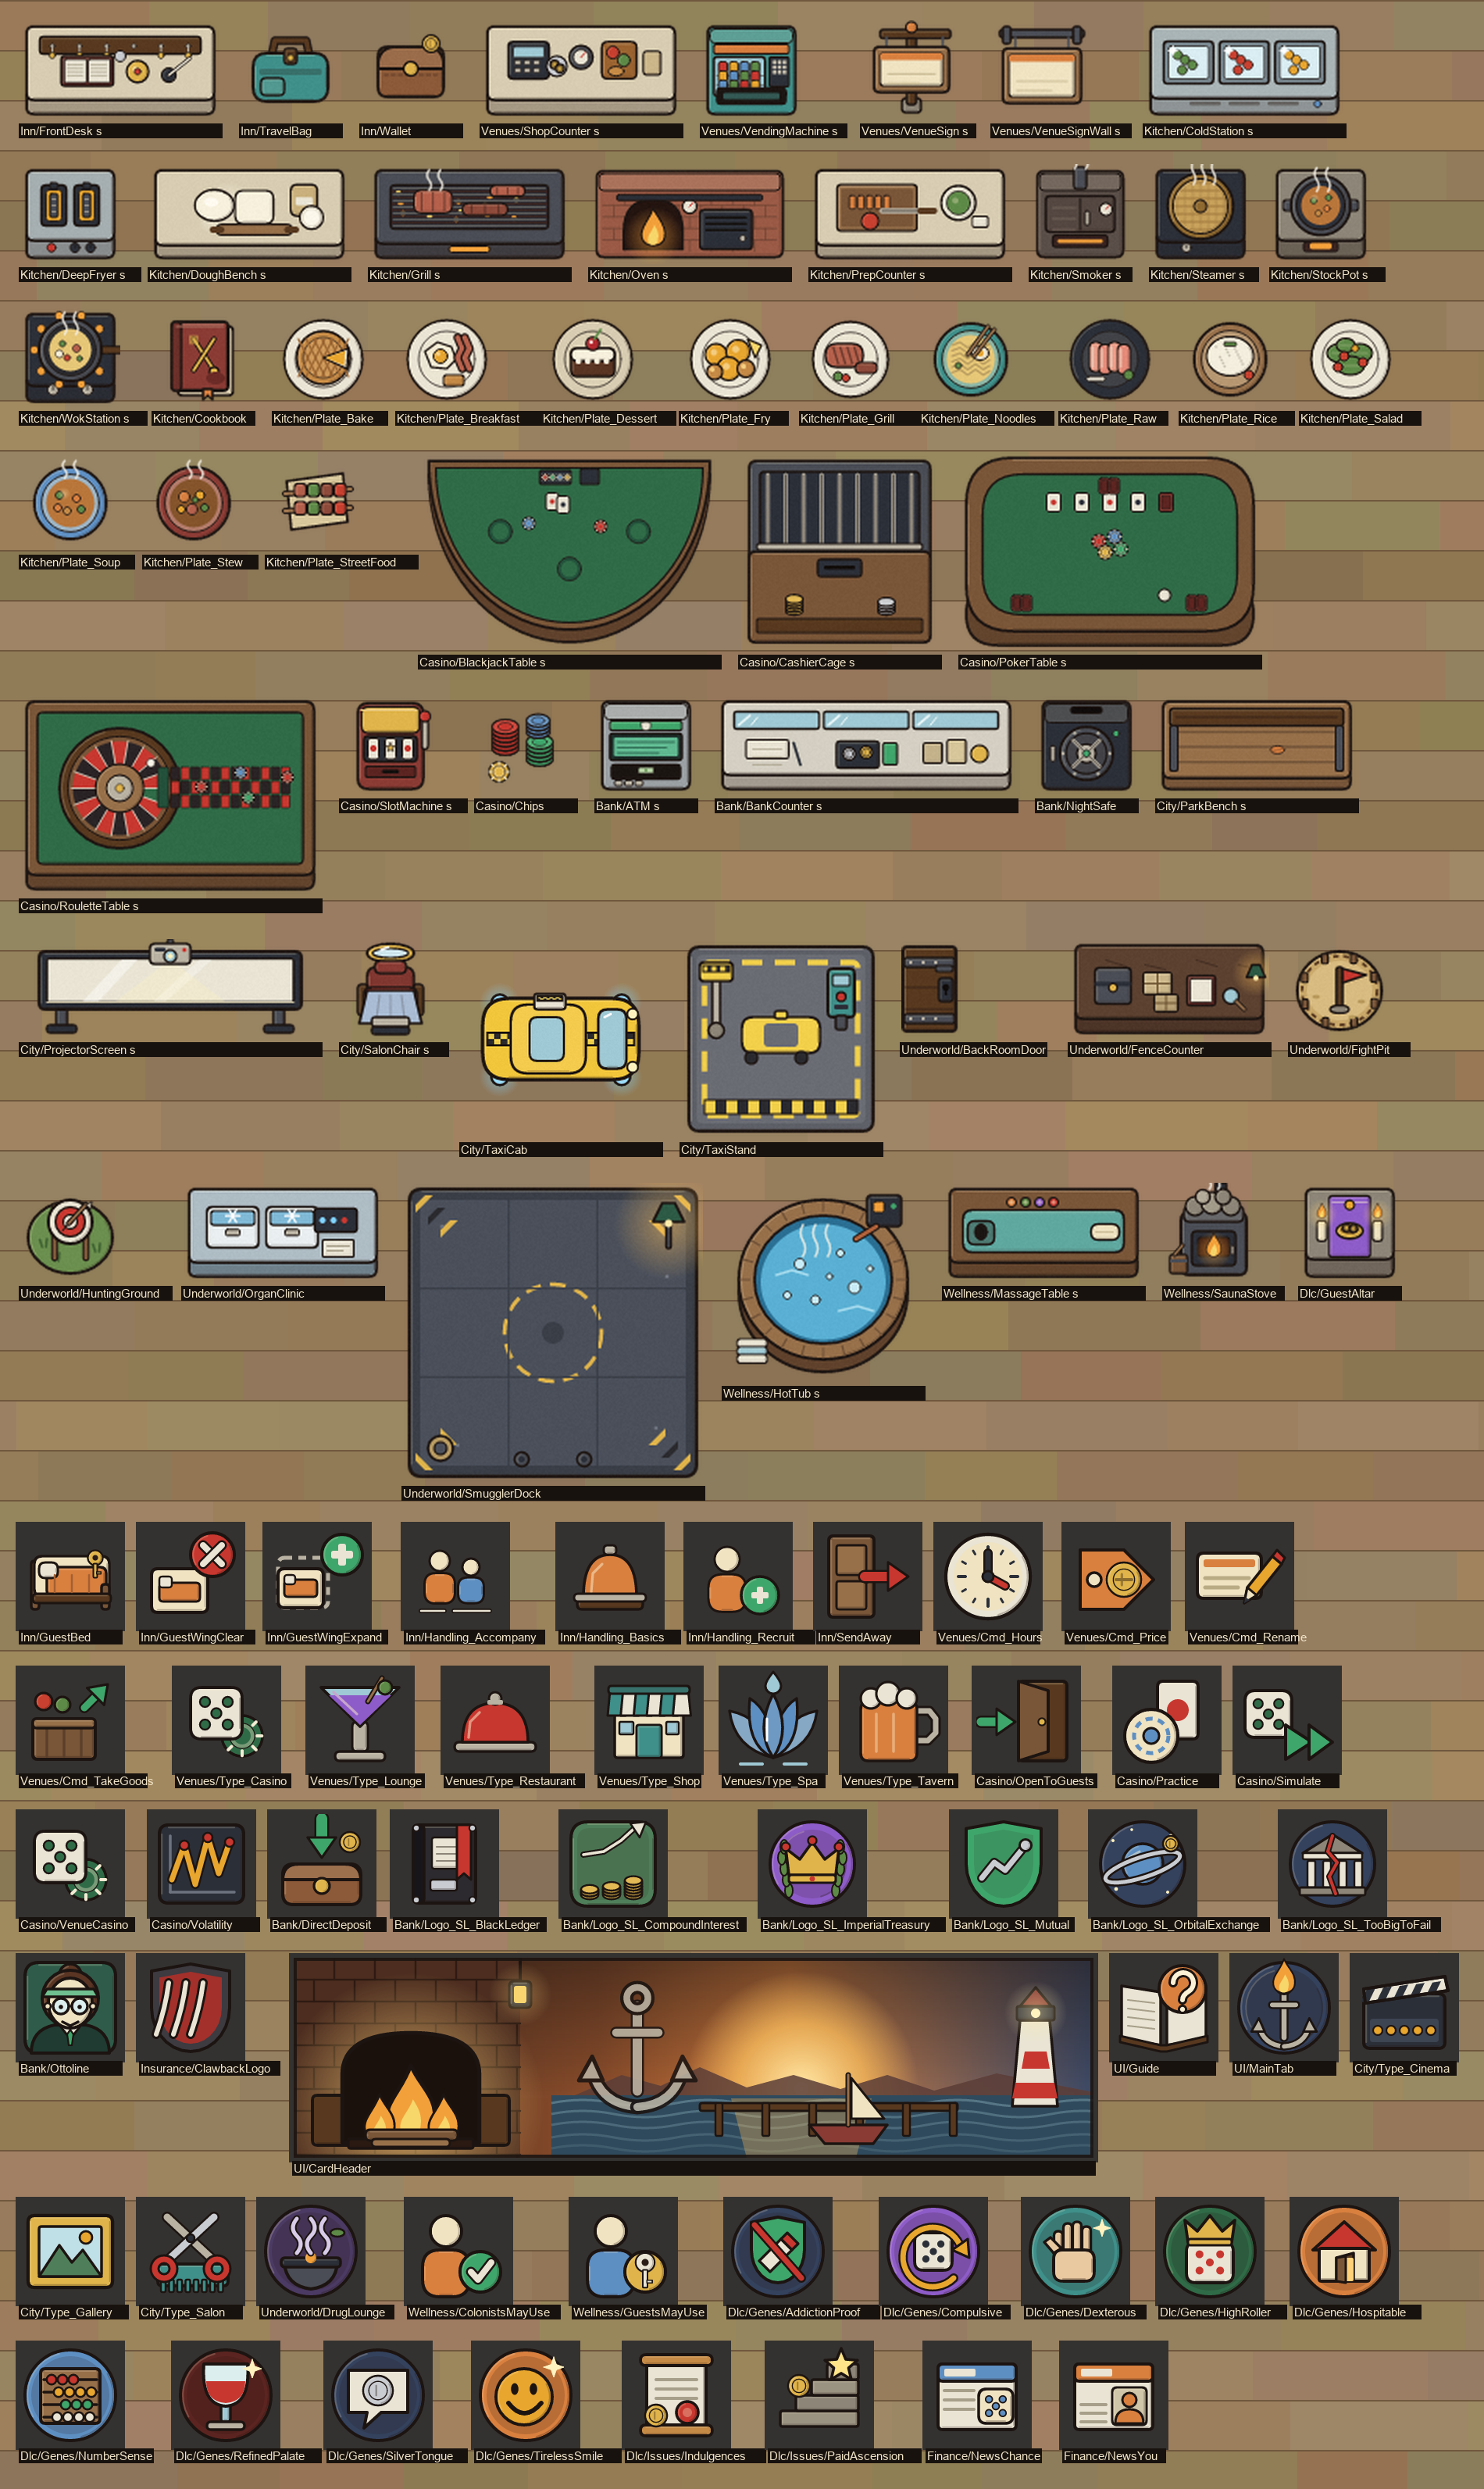 Inn/FrontDesk s
Inn/TravelBag
Inn/Wallet
Venues/ShopCounter s
Venues/VendingMachine s
Venues/VenueSign s
Venues/VenueSignWall s
Kitchen/ColdStation s
Kitchen/DeepFryer s
Kitchen/DoughBench s
Kitchen/Grill s
Kitchen/Oven s
Kitchen/PrepCounter s
Kitchen/Smoker s
Kitchen/Steamer s
Kitchen/StockPot s
Kitchen/WokStation s
Kitchen/Cookbook
Kitchen/Plate_Bake
Kitchen/Plate_Breakfast
Kitchen/Plate_Dessert
Kitchen/Plate_Fry
Kitchen/Plate_Grill
Kitchen/Plate_Noodles
Kitchen/Plate_Raw
Kitchen/Plate_Rice
Kitchen/Plate_Salad
Kitchen/Plate_Soup
Kitchen/Plate_Stew
Kitchen/Plate_StreetFood
Casino/BlackjackTable s
Casino/CashierCage s
Casino/PokerTable s
Casino/RouletteTable s
Casino/SlotMachine s
Casino/Chips
Bank/ATM s
Bank/BankCounter s
Bank/NightSafe
City/ParkBench s
City/ProjectorScreen s
City/SalonChair s
City/TaxiCab
City/TaxiStand
Underworld/BackRoomDoor
Underworld/FenceCounter
Underworld/FightPit
Underworld/HuntingGround
Underworld/OrganClinic
Underworld/SmugglerDock
Wellness/HotTub s
Wellness/MassageTable s
Wellness/SaunaStove
Dlc/GuestAltar
Inn/GuestBed
Inn/GuestWingClear
Inn/GuestWingExpand
Inn/Handling_Accompany
Inn/Handling_Basics
Inn/Handling_Recruit
Inn/SendAway
Venues/Cmd_Hours
Venues/Cmd_Price
Venues/Cmd_Rename
Venues/Cmd_TakeGoods
Venues/Type_Casino
Venues/Type_Lounge
Venues/Type_Restaurant
Venues/Type_Shop
Venues/Type_Spa
Venues/Type_Tavern
Casino/OpenToGuests
Casino/Practice
Casino/Simulate
Casino/VenueCasino
Casino/Volatility
Bank/DirectDeposit
Bank/Logo_SL_BlackLedger
Bank/Logo_SL_CompoundInterest
Bank/Logo_SL_ImperialTreasury
Bank/Logo_SL_Mutual
Bank/Logo_SL_OrbitalExchange
Bank/Logo_SL_TooBigToFail
Bank/Ottoline
Insurance/ClawbackLogo
UI/CardHeader
UI/Guide
UI/MainTab
City/Type_Cinema
City/Type_Gallery
City/Type_Salon
Underworld/DrugLounge
Wellness/ColonistsMayUse
Wellness/GuestsMayUse
Dlc/Genes/AddictionProof
Dlc/Genes/Compulsive
Dlc/Genes/Dexterous
Dlc/Genes/HighRoller
Dlc/Genes/Hospitable
Dlc/Genes/NumberSense
Dlc/Genes/RefinedPalate
Dlc/Genes/SilverTongue
Dlc/Genes/TirelessSmile
Dlc/Issues/Indulgences
Dlc/Issues/PaidAscension
Finance/NewsChance
Finance/NewsYou